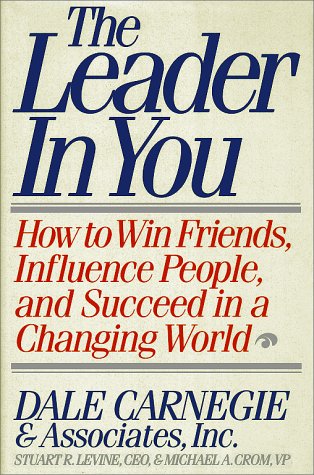 The
Leader
In You
How to Win Friends,
Influence People,
and Succeed in a
Changing World
DALE CARNEGIE
& Associates, Inc.
STUART R. LEVINE, CEO, & MICHAEL A. CROM, VP